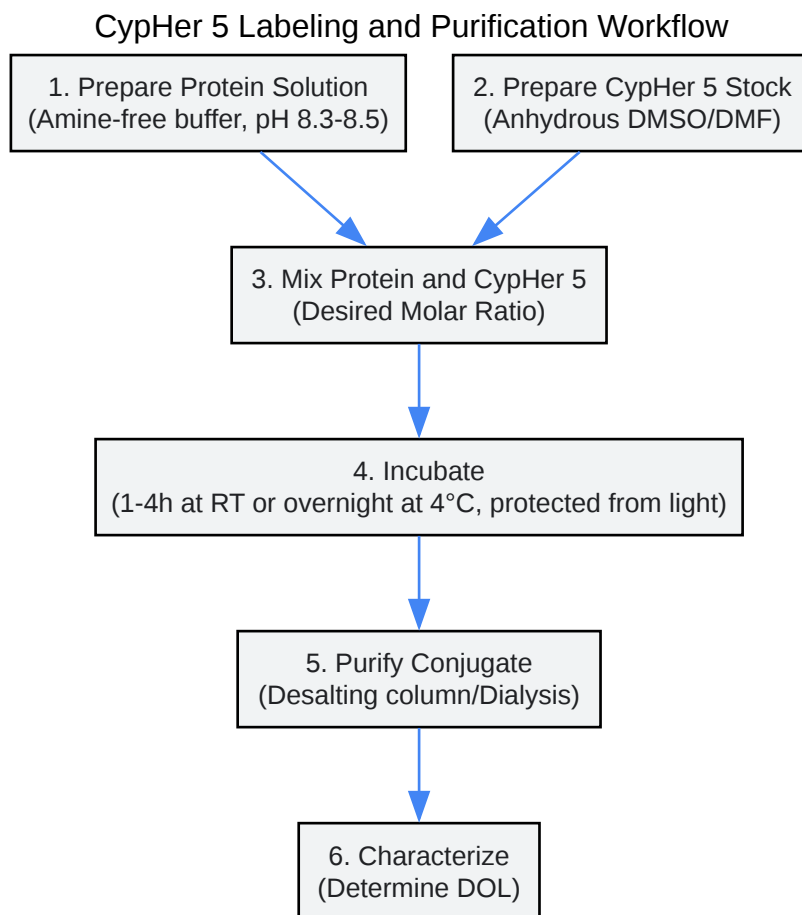 CypHer 5 Labeling and Purification Workflow
1. Prepare Protein Solution
(Amine-free buffer, pH 8.3-8.5)
2. Prepare CypHer 5 Stock
(Anhydrous DMSO/DMF)
3. Mix Protein and CypHer 5
(Desired Molar Ratio)
4. Incubate
(1-4h at RT or overnight at 4°C, protected from light)
5. Purify Conjugate
(Desalting column/Dialysis)
6. Characterize
(Determine DOL)